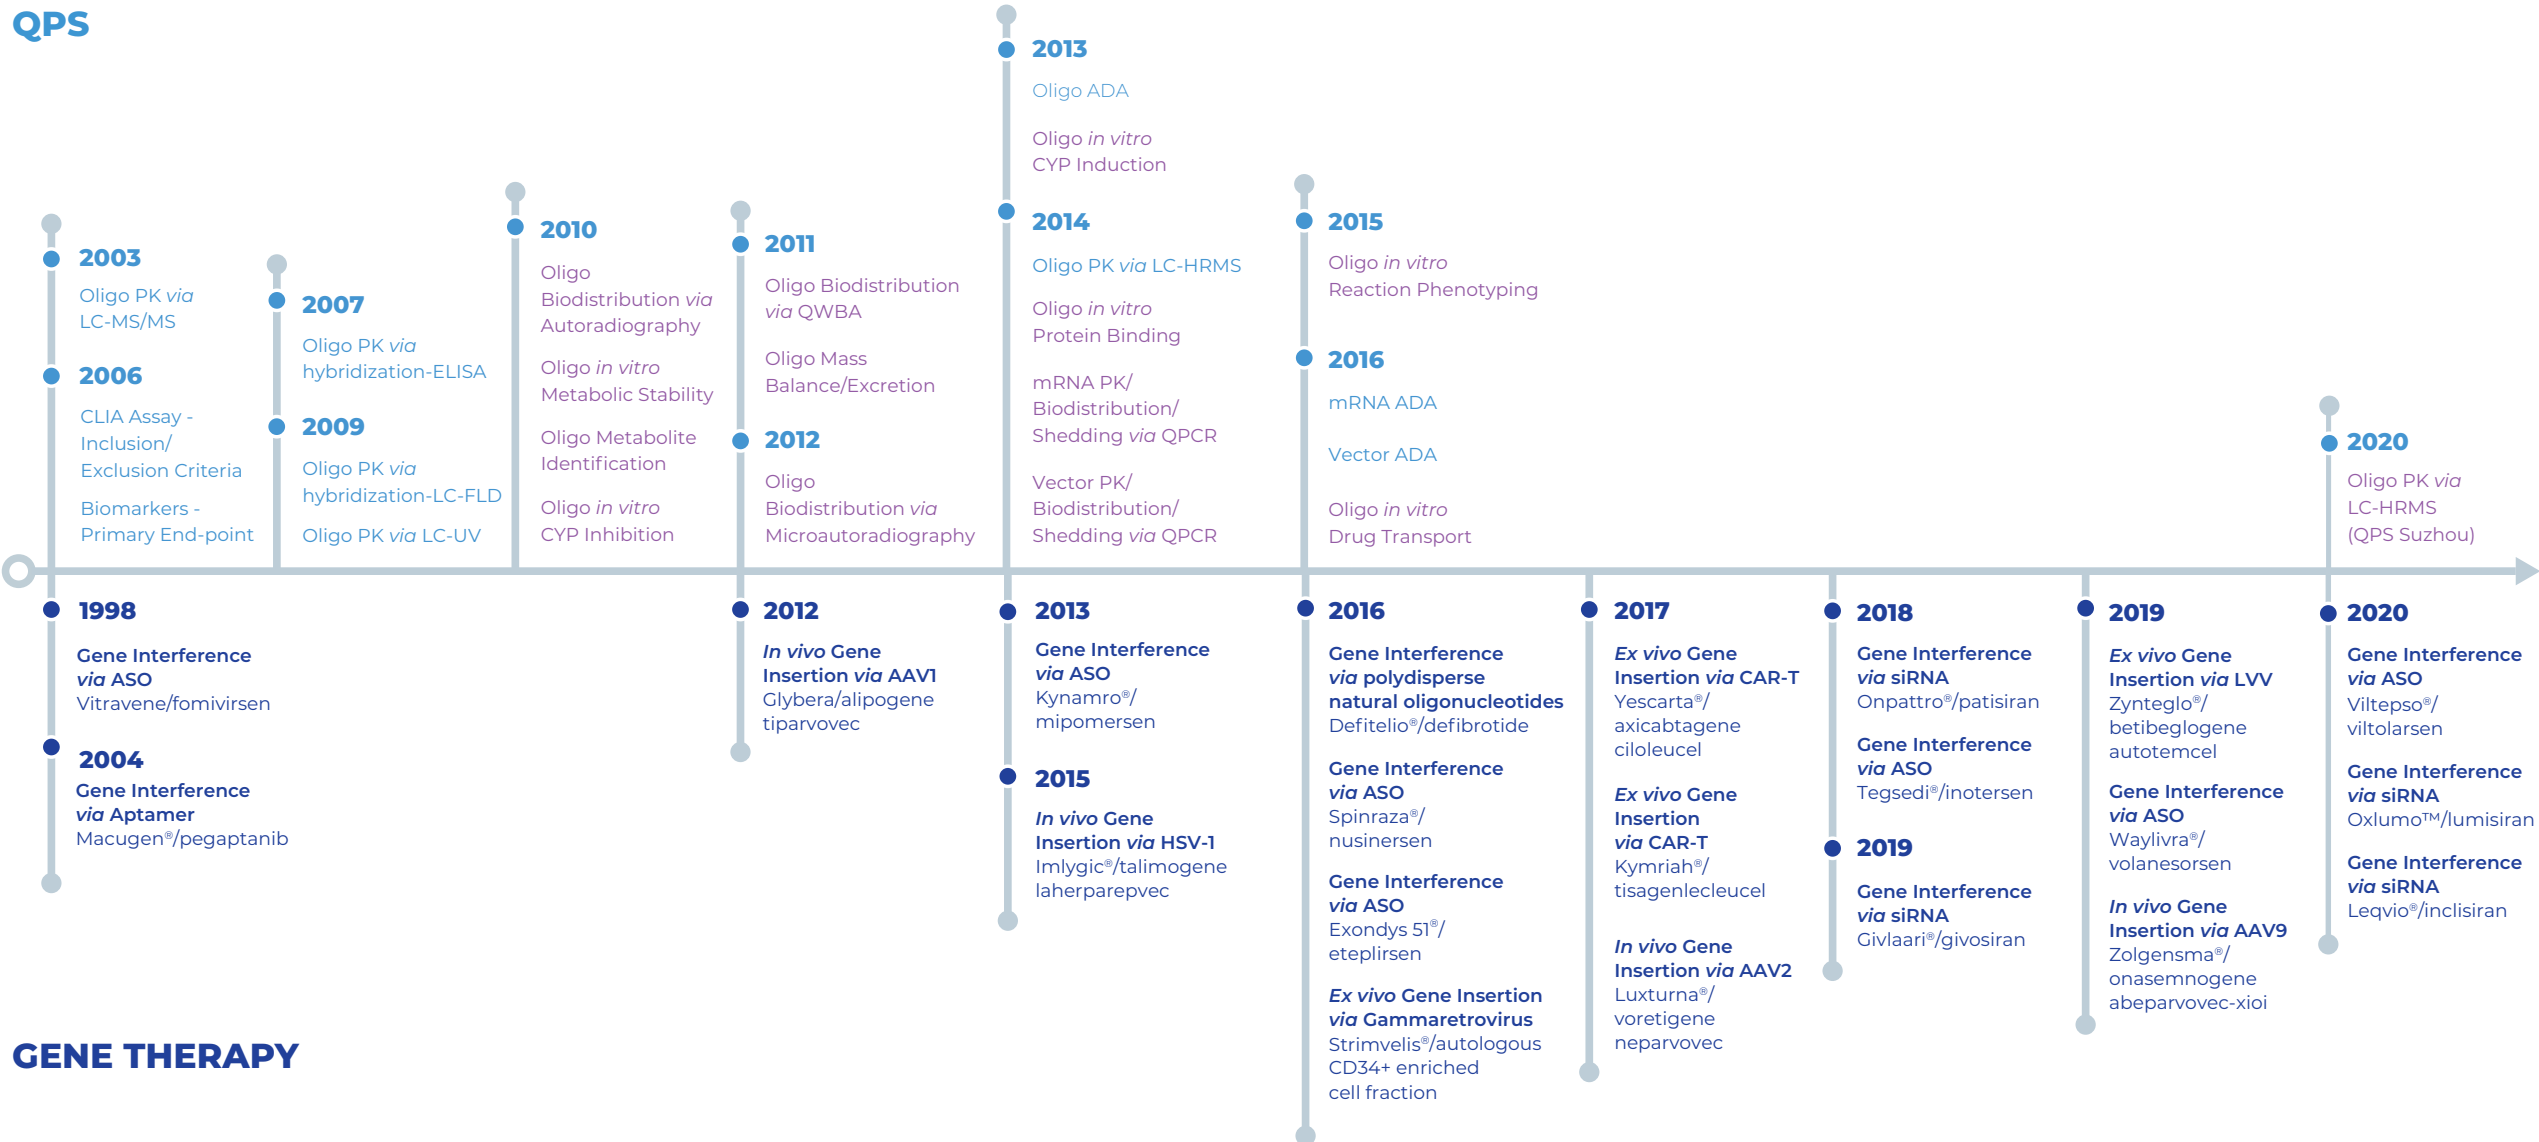 QPS
2003
Oligo PK via
LC-MS/MS
2006
CLIA Assay -
Inclusion/
Exclusion Criteria
Biomarkers -
Primary End-point
2007
Oligo PK via
hybridization-ELISA
2009
Oligo PK via
hybridization-LC-FLD
Oligo PK via LC-UV
2010
Oligo
Biodistribution via
Autoradiography
Oligo in vitro
Metabolic Stability
Oligo Metabolite
Identification
Oligo in vitro
CYP Inhibition
2011
Oligo Biodistribution
via QWBA
Oligo Mass
Balance/Excretion
2012
Oligo
Biodistribution via
Microautoradiography
2013
Oligo ADA
Oligo in vitro
CYP Induction
2014
Oligo PK via LC-HRMS
Oligo in vitro
Protein Binding
mRNA PK/
Biodistribution/
Shedding via QPCR
Vector PK/
Biodistribution/
Shedding via QPCR
2015
Oligo in vitro
Reaction Phenotyping
2016
mRNA ADA
Vector ADA
Oligo in vitro
Drug Transport
2020
Oligo PK via
LC-HRMS
(QPS Suzhou)
1998
Gene Interference
via ASO
Vitravene/fomivirsen
2004
Gene Interference
via Aptamer
Macugen®/pegaptanib
2012
In vivo Gene
Insertion via AAV1
Glybera/alipogene
tiparvovec
2013
Gene Interference
via ASO
Kynamro®/
mipomersen
2015
In vivo Gene
Insertion via HSV-1
Imlygic®/talimogene
laherparepvec
2016
Gene Interference
via polydisperse
natural oligonucleotides
Defitelio®/defibrotide
Gene Interference
via ASO
Spinraza®/
nusinersen
Gene Interference
via ASO
Exondys 51®/
eteplirsen
Ex vivo Gene Insertion
via Gammaretrovirus
Strimvelis®/autologous
CD34+ enriched
cell fraction
2017
Ex vivo Gene
Insertion via CAR-T
Yescarta®/
axicabtagene
ciloleucel
Ex vivo Gene
Insertion
via CAR-T
Kymriah®/
tisagenlecleucel
In vivo Gene
Insertion via AAV2
Luxturna®/
voretigene
neparvovec
2018
Gene Interference
via siRNA
Onpattro®/patisiran
Gene Interference
via ASO
Tegsedi®/inotersen
2019
Gene Interference
via siRNA
Givlaari®/givosiran
2019
Ex vivo Gene
Insertion via LVV
Zynteglo®/
betibeglogene
autotemcel
Gene Interference
via ASO
Waylivra®/
volanesorsen
In vivo Gene
Insertion via AAV9
Zolgensma®/
onasemnogene
abeparvovec-xioi
2020
Gene Interference
via ASO
Viltepso®/
viltolarsen
Gene Interference
via siRNA
Oxlumo™/lumisiran
Gene Interference
via siRNA
Leqvio®/inclisiran
GENE THERAPY